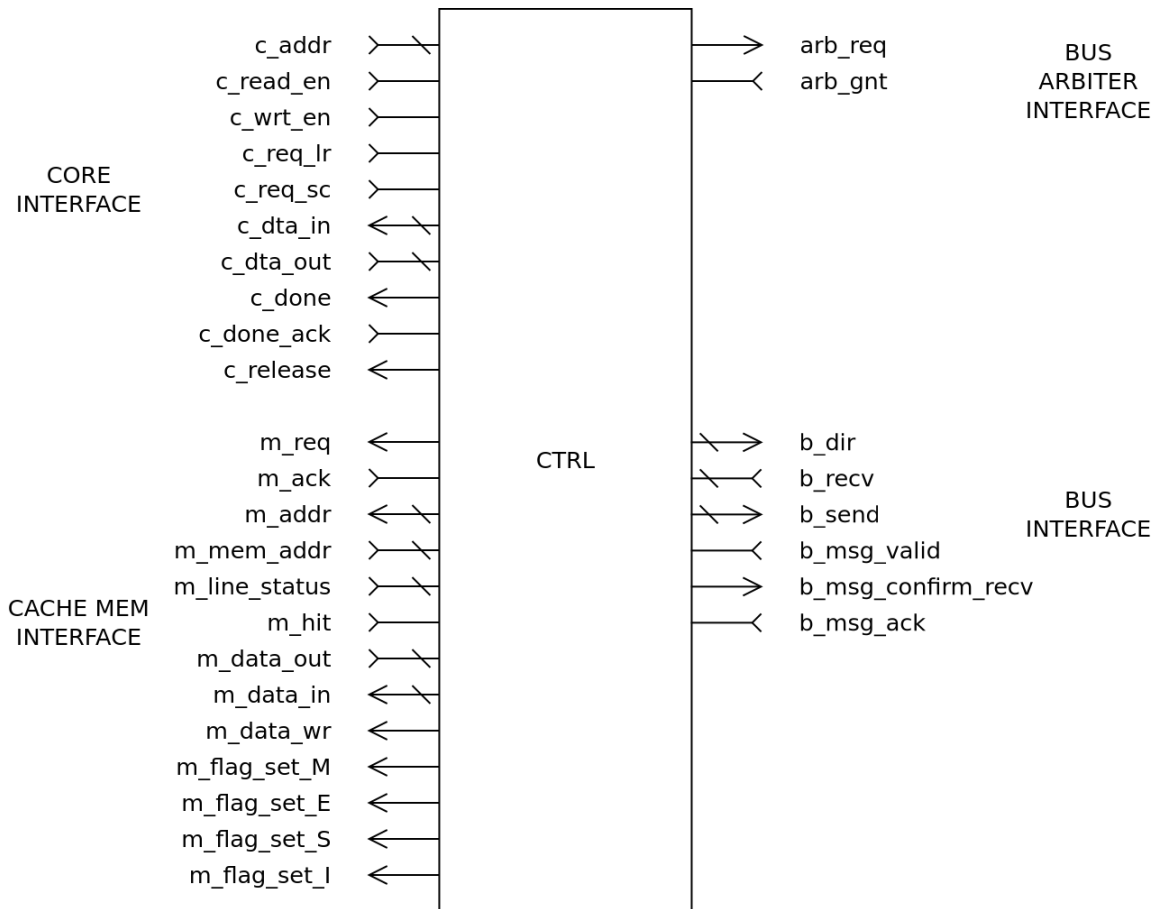 CORE
INTERFACE
c_addr
c_read_en
c_wrt_en
c_req_lr
c_req_sc
c_dta_in
c_dta_out
c_done
c_done_ack
c_release
CACHE MEM
INTERFACE
m_req
m_ack
m_addr
m_mem_addr
m_line_status
m_hit
m_data_out
m_data_in
m_data_wr
m_flag_set_M
m_flag_set_E
m_flag_set_S
m_flag_set_I
CTRL
arb_req
arb_gnt
BUS
ARBITER
INTERFACE
b_dir
b_recv
b_send
b_msg_valid
b_msg_confirm_recv
b_msg_ack
BUS
INTERFACE